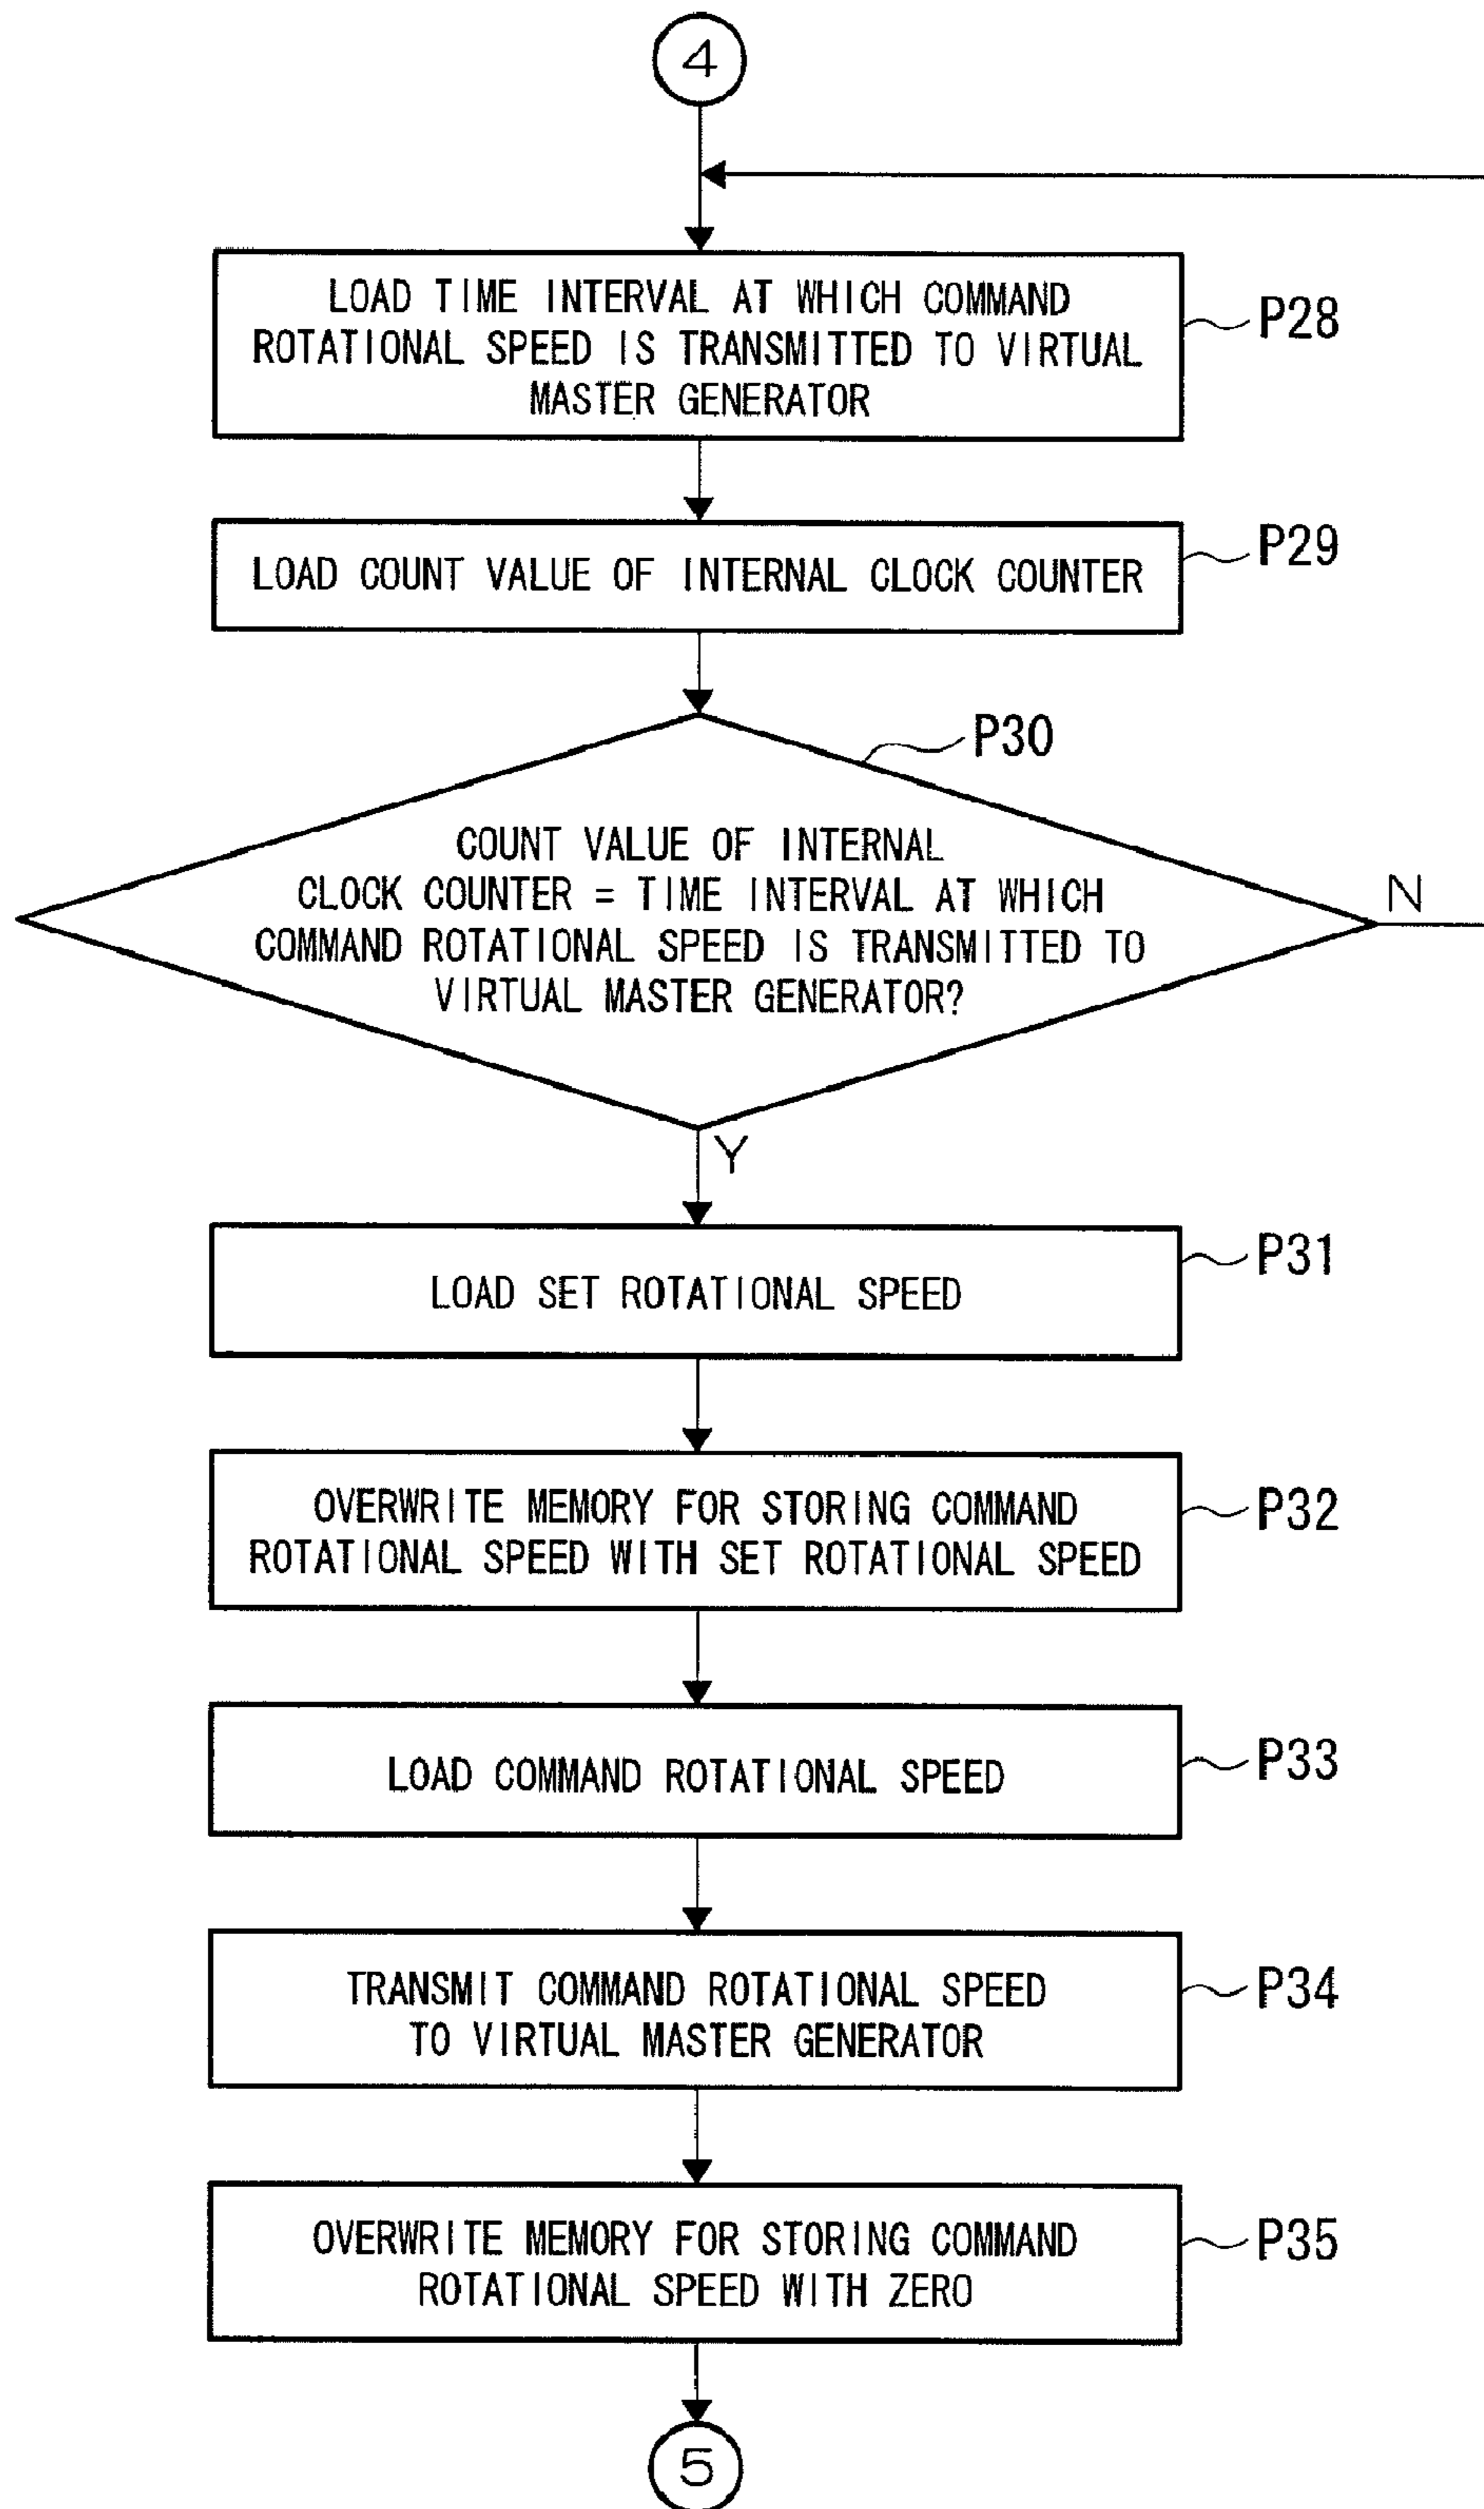 4
LOAD TIME INTERVAL AT WHICH COMMAND
ROTATIONAL SPEED IS TRANSMITTED TO VIRTUAL
MASTER GENERATOR
P28
LOAD COUNT VALUE OF INTERNAL CLOCK COUNTER
P29
P30
COUNT VALUE OF INTERNAL
CLOCK COUNTER = TIME INTERVAL AT WHICH
COMMAND ROTATIONAL SPEED IS TRANSMITTED TO
VIRTUAL MASTER GENERATOR?
N
Y
LOAD SET ROTATIONAL SPEED
P31
OVERWRITE MEMORY FOR STORING COMMAND
ROTATIONAL SPEED WITH SET ROTATIONAL SPEED
P32
LOAD COMMAND ROTATIONAL SPEED
P33
TRANSMIT COMMAND ROTATIONAL SPEED
TO VIRTUAL MASTER GENERATOR
P34
OVERWRITE MEMORY FOR STORING COMMAND
ROTATIONAL SPEED WITH ZERO
P35
5